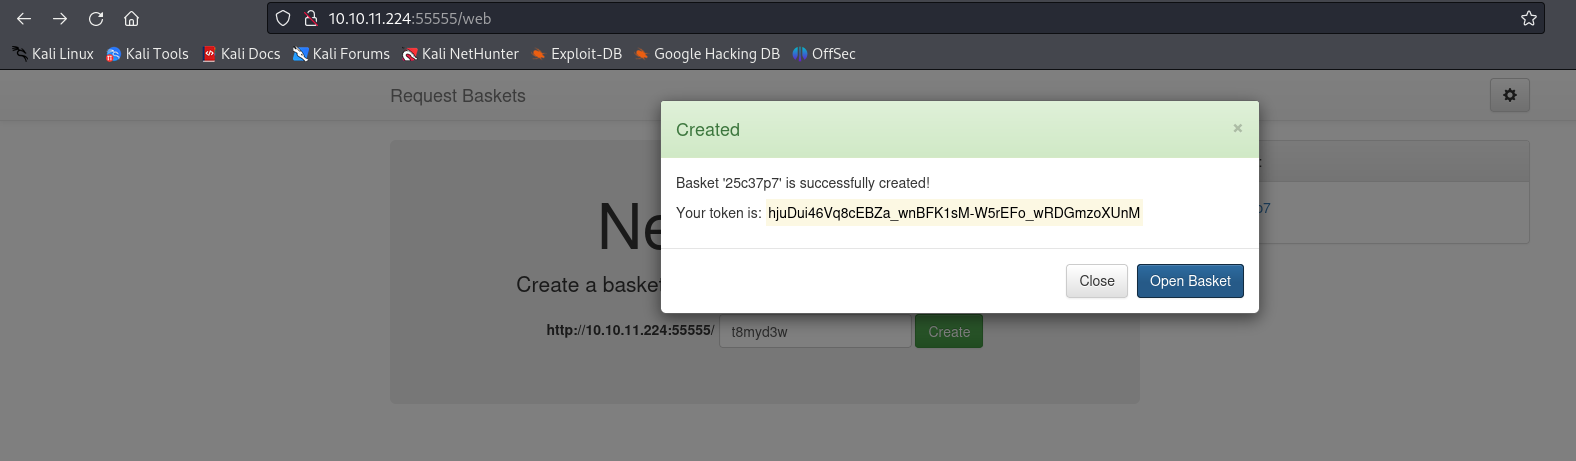 10.10.11.224:55555/web
Kali Linux Kali Tools Kali Docs Kali Forums Kali NetHunter Exploit-DB Google Hacking DB OffSec
Request Baskets
Created ×
Basket '25c37p7' is successfully created!
Your token is: hjuDui46Vq8cEBZa_wnBFK1sM-W5rEFo_wRDGmzoXUnM
Close Open Basket
Ne
Create a basket
http://10.10.11.224:55555/ t8myd3w Create